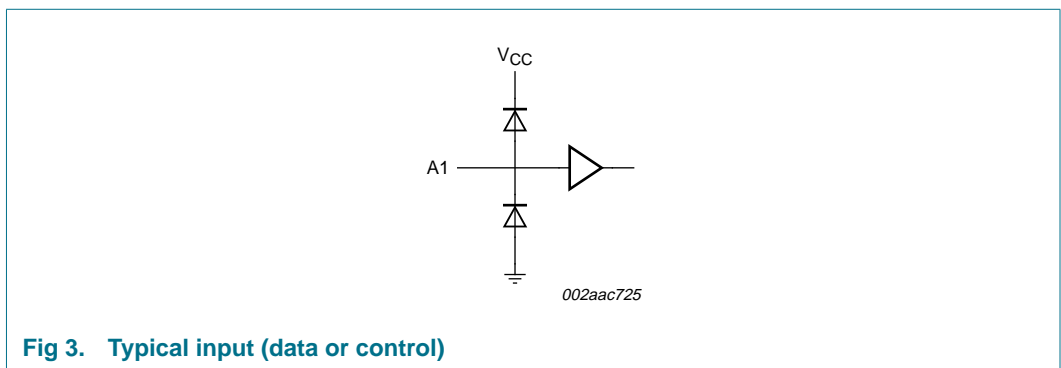 VCC
A1
002aac725
Fig 3. Typical input (data or control)